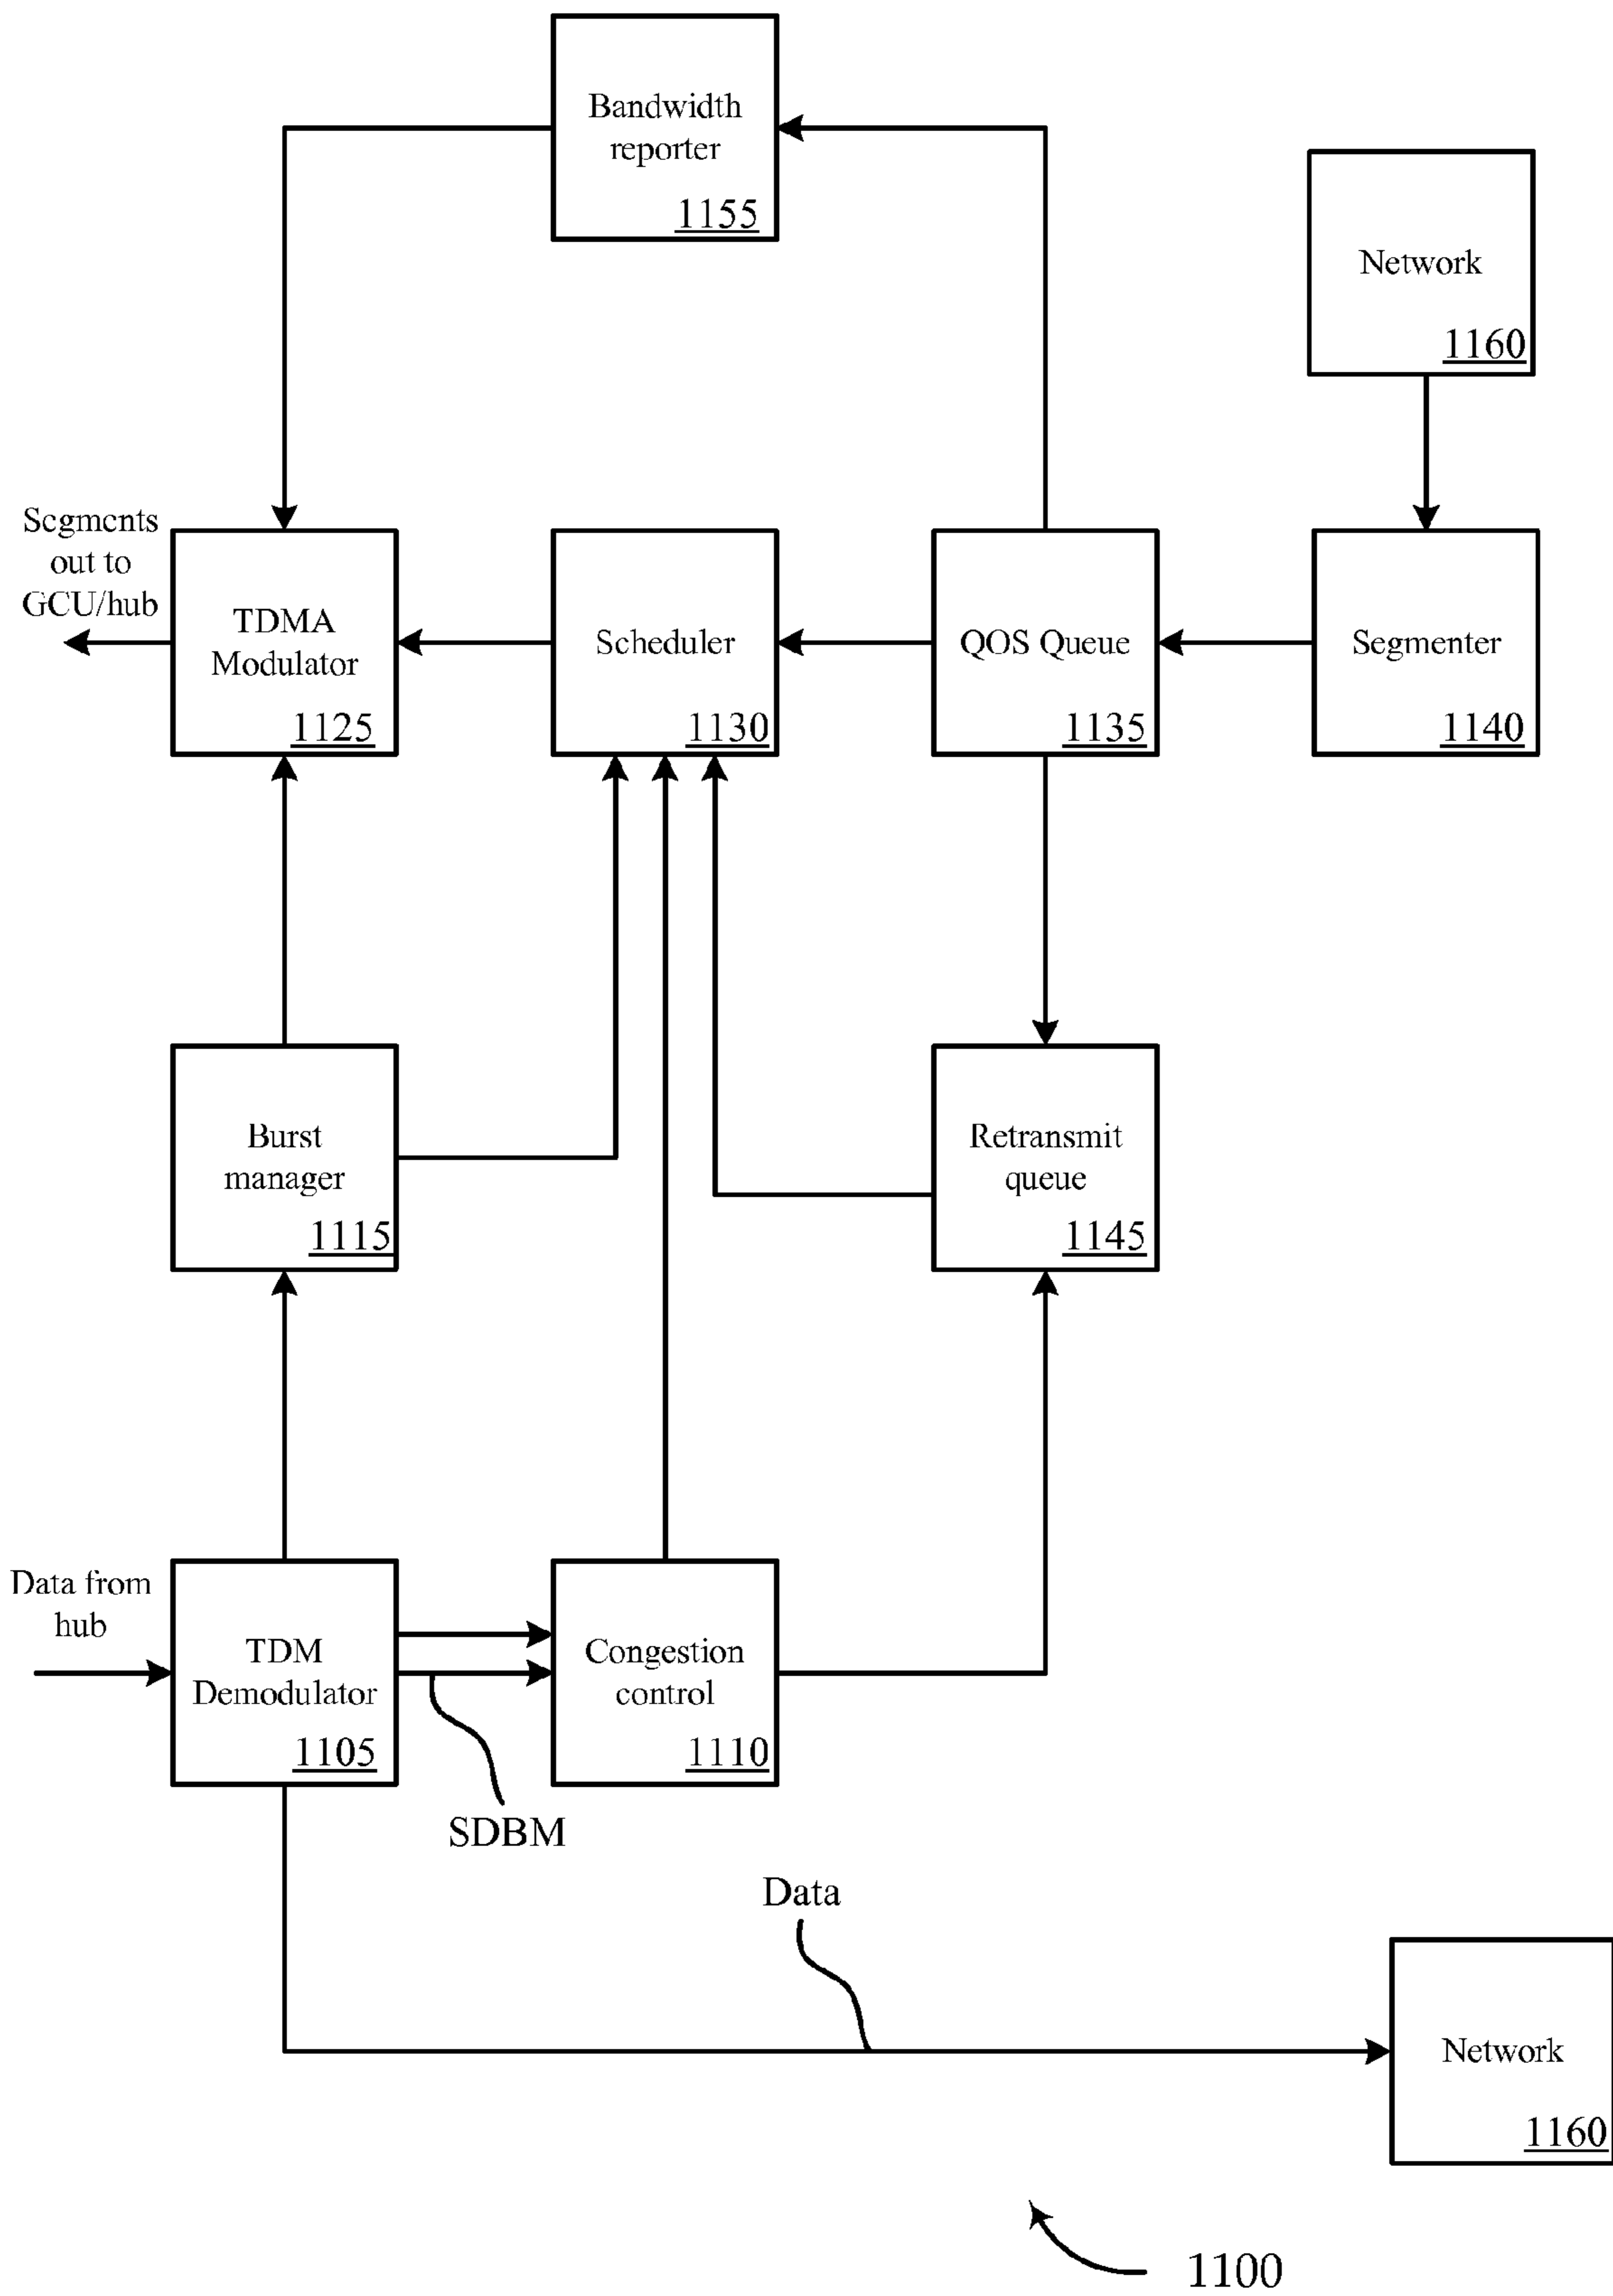 Bandwidth
reporter
1155
Network
1160
Segments
out to
GCU/hub
TDMA
Modulator
1125
Scheduler
1130
QOS Queue
1135
Segmenter
1140
Burst
manager
1115
Retransmit
queue
1145
Data from
hub
TDM
Demodulator
1105
Congestion
control
1110
SDBM
Data
Network
1160
1100